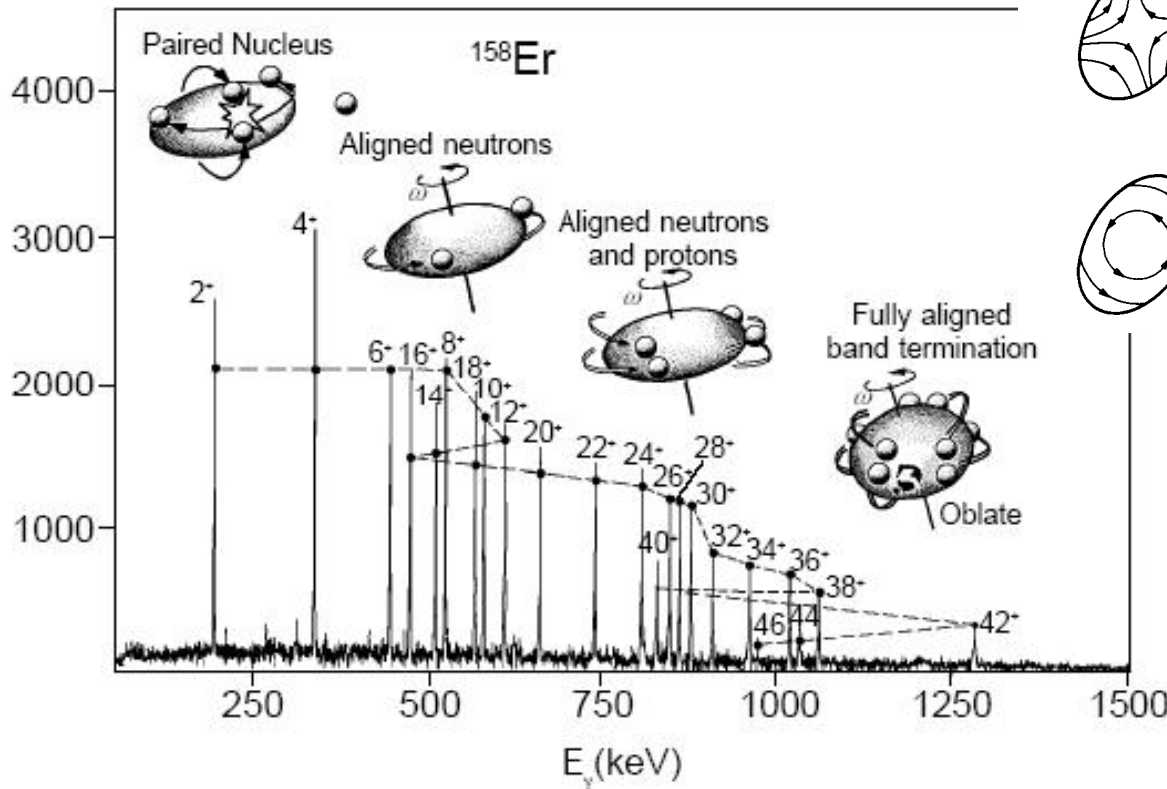 Paired Nucleus
¹⁵⁸Er
4000
Aligned neutrons
ω
Aligned neutrons
and protons
ω
3000
4⁺
2⁺
Fully aligned
band termination
ω
Oblate
2000
6⁺ 16⁺ 8⁺
14⁺ 18⁺ 10⁺
12⁺
20⁺
22⁺ 24⁺ 28⁺
26⁺ 30⁺
1000
40⁺ 32⁺ 34⁺ 36⁺
38⁺
46 44 42⁺
250 500 750 1000 1250 1500
Eᵧ(keV)